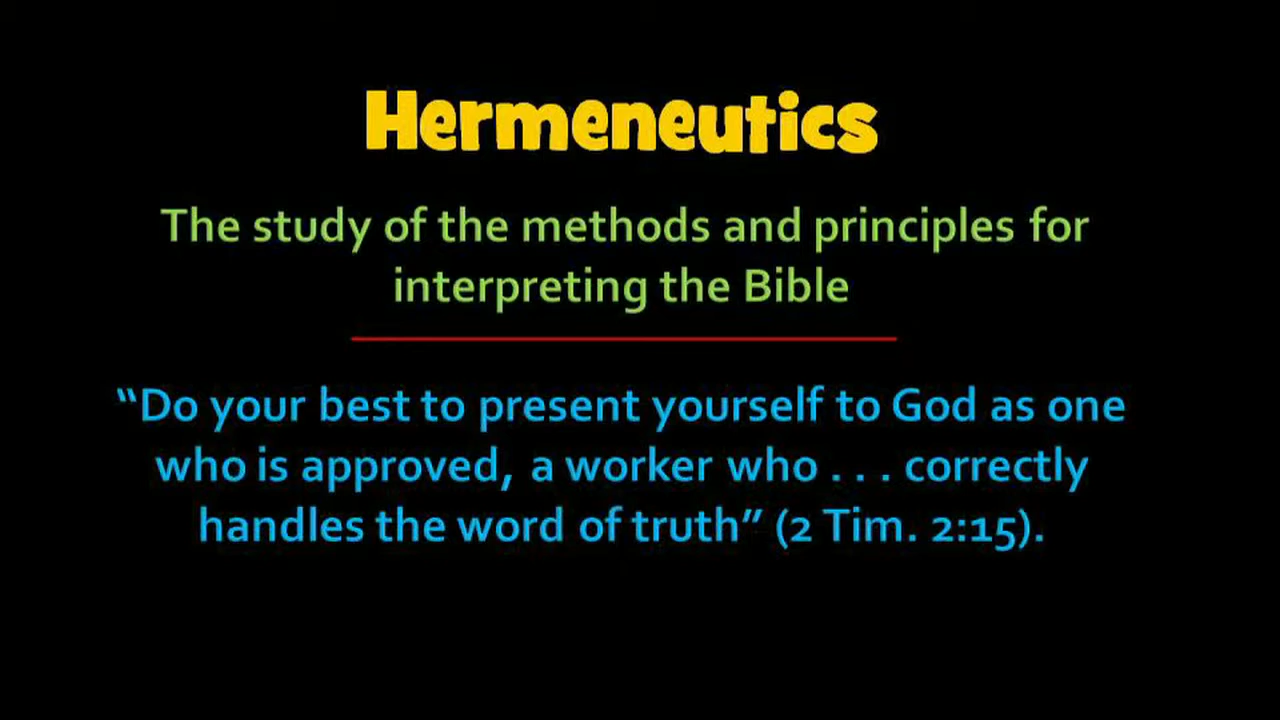 Hermeneutics
The study of the methods and principles for
interpreting the Bible
“Do your best to present yourself to God as one
who is approved, a worker who . . . correctly
handles the word of truth” (2 Tim. 2:15).